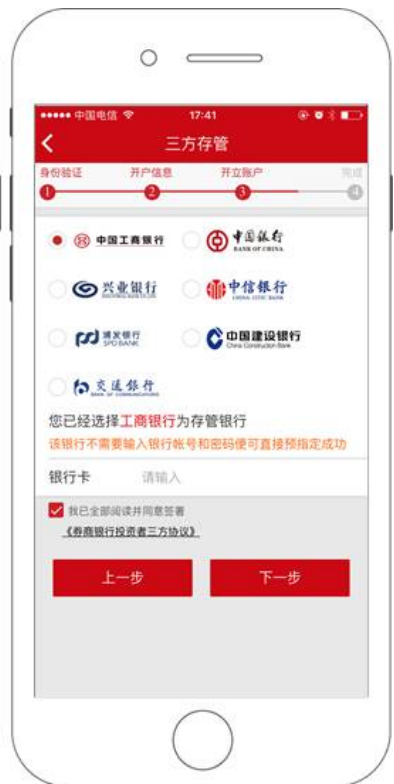 中国电信 17:41
三方存管
身份验证 开户信息 开立账户 完成
1 2 3 4
中国工商银行 中国银行
BANK OF CHINA
兴业银行 中信银行
CHINA CITIC BANK
浦发银行 中国建设银行
SPD BANK China Construction Bank
交通银行
BANK OF COMMUNICATIONS
您已经选择工商银行为存管银行
该银行不需要输入银行帐号和密码便可直接预指定成功
银行卡 请输入
我已全部阅读并同意签署
《券商银行投资者三方协议》
上一步 下一步